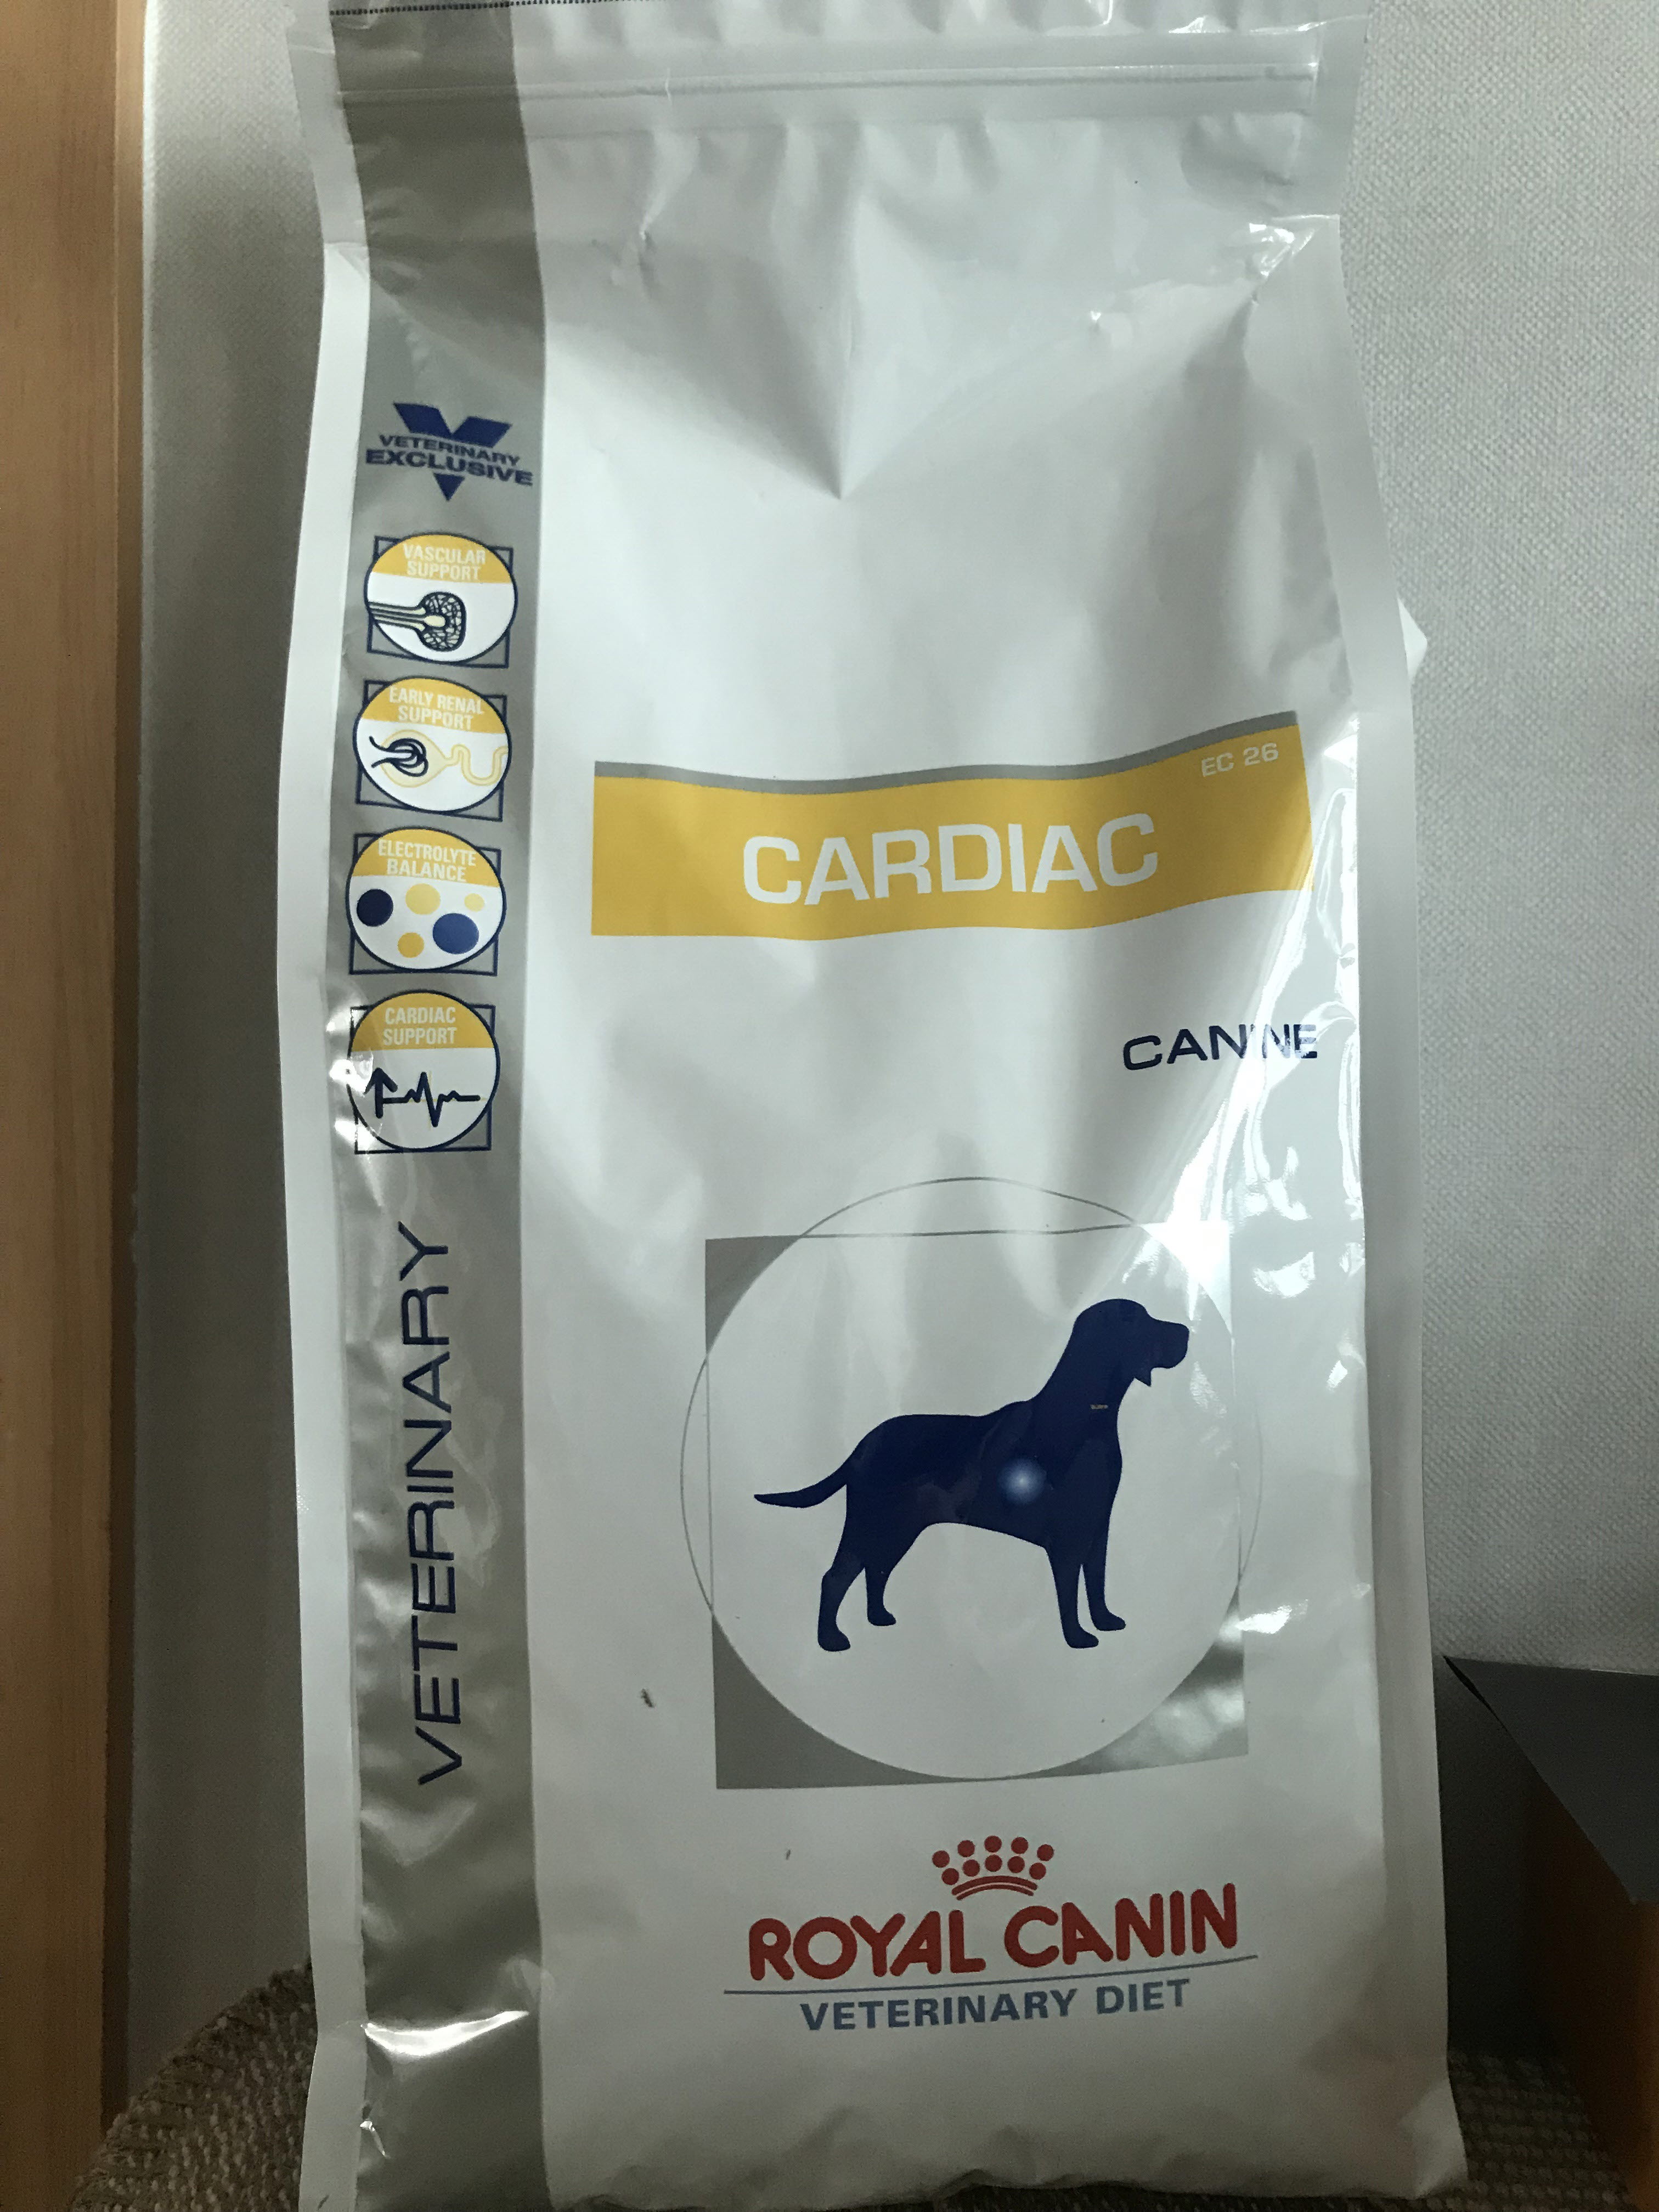 VETERINARY
EXCLUSIVE
VASCULAR
SUPPORT
EARLY RENAL
SUPPORT
ELECTROLYTE
BALANCE
CARDIAC
SUPPORT
VETERINARY
EC 26
CARDIAC
CANINE
ROYAL CANIN
VETERINARY DIET